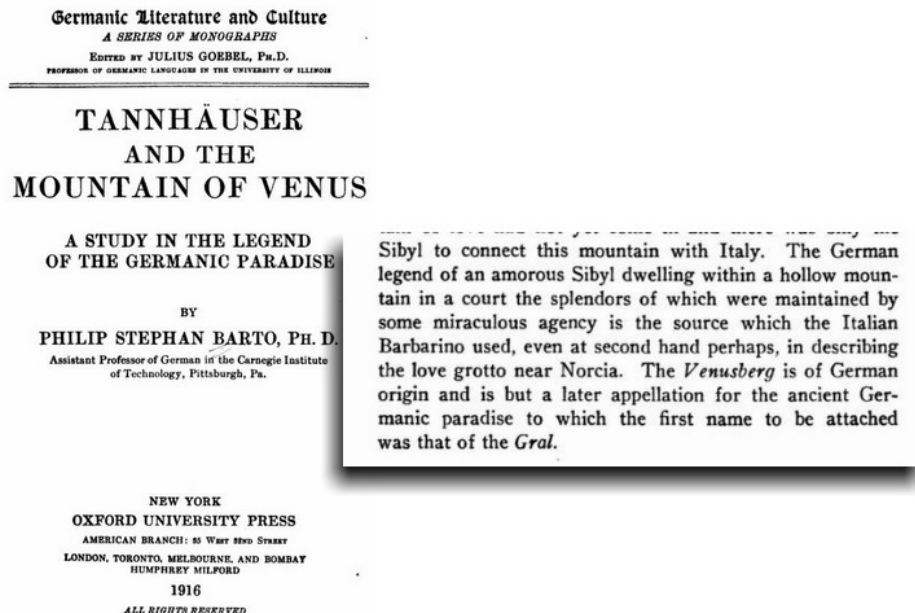 Germanic Literature and Culture
A SERIES OF MONOGRAPHS
EDITED BY JULIUS GOEBEL, PH.D.
PROFESSOR OF GERMANIC LANGUAGES IN THE UNIVERSITY OF ILLINOIS
TANNHÄUSER
AND THE
MOUNTAIN OF VENUS
A STUDY IN THE LEGEND
OF THE GERMANIC PARADISE
BY
PHILIP STEPHAN BARTO, PH. D.
Assistant Professor of German in the Carnegie Institute
of Technology, Pittsburgh, Pa.
NEW YORK
OXFORD UNIVERSITY PRESS
AMERICAN BRANCH: 35 WEST 32ND STREET
LONDON, TORONTO, MELBOURNE, AND BOMBAY
HUMPHREY MILFORD
1916
ALL RIGHTS RESERVED
Sibyl to connect this mountain with Italy. The German
legend of an amorous Sibyl dwelling within a hollow moun-
tain in a court the splendors of which were maintained by
some miraculous agency is the source which the Italian
Barbarino used, even at second hand perhaps, in describing
the love grotto near Norcia. The Venusberg is of German
origin and is but a later appellation for the ancient Ger-
manic paradise to which the first name to be attached
was that of the Gral.